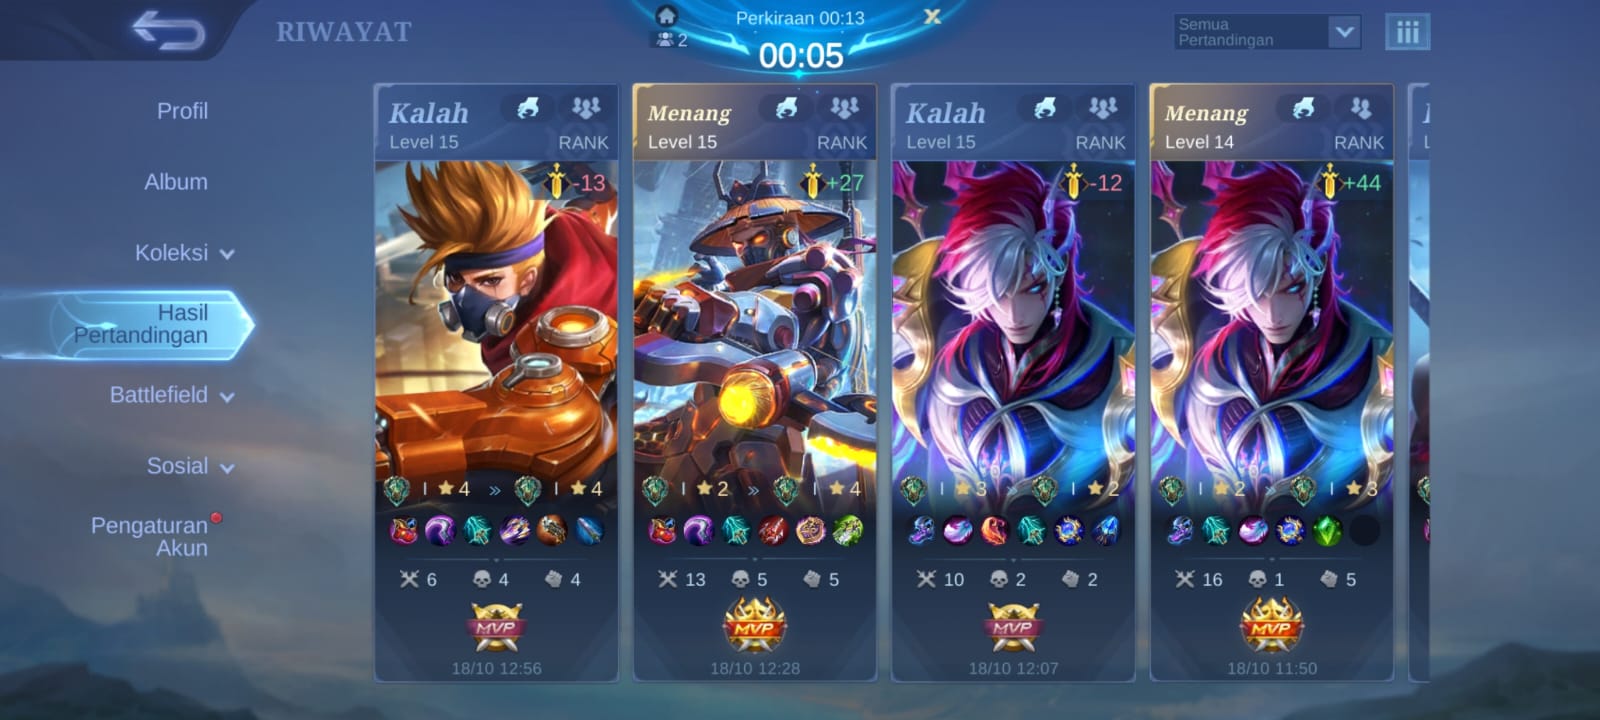 RIWAYAT
2
Perkiraan 00:13
00:05
Semua
Pertandingan
Profil
Album
Koleksi
Hasil
Pertandingan
Battlefield
Sosial
Pengaturan
Akun
Kalah
Level 15
RANK
-13
I 4 » I 4
6 4 4
MVP
18/10 12:56
Menang
Level 15
RANK
+27
I 2 » I 4
13 5 5
MVP
18/10 12:28
Kalah
Level 15
RANK
-12
I 3 » I 2
10 2 2
MVP
18/10 12:07
Menang
Level 14
RANK
+44
I 2 » I 3
16 1 5
MVP
18/10 11:50